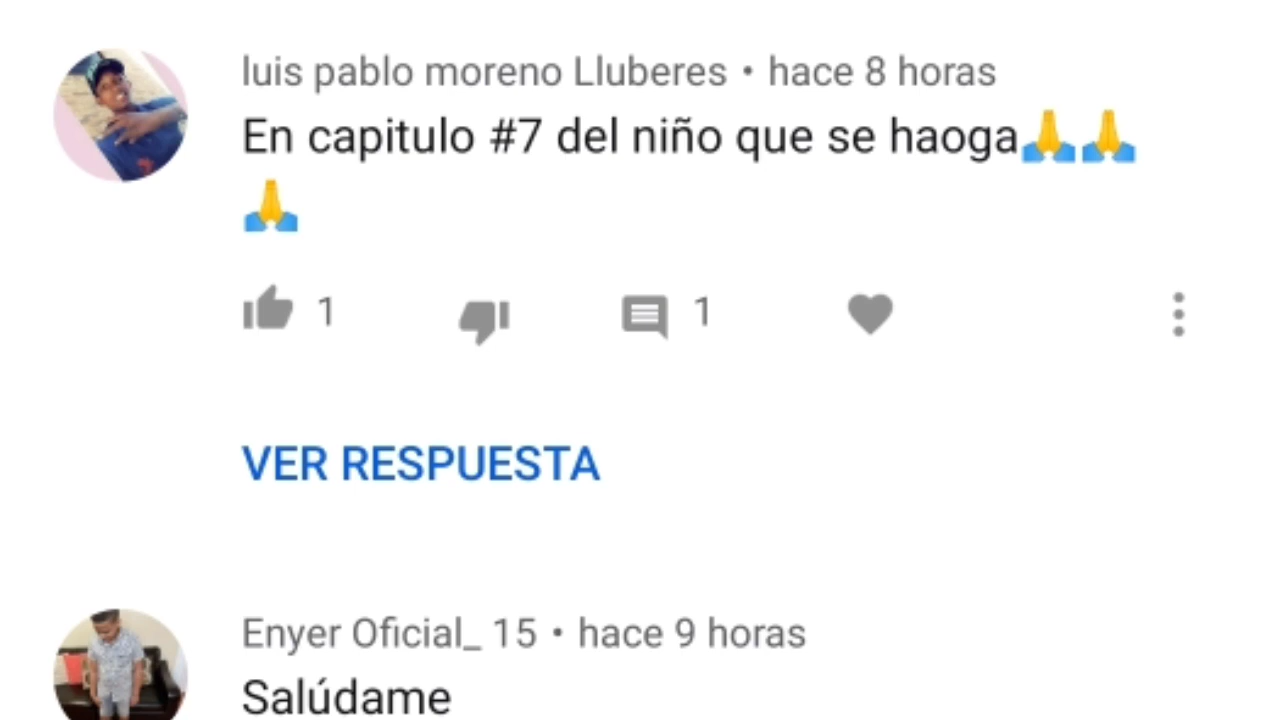 luis pablo moreno Lluberes • hace 8 horas
En capitulo #7 del niño que se haoga🙏🙏
🙏
1
1
VER RESPUESTA
Enyer Oficial_ 15 • hace 9 horas
Salúdame